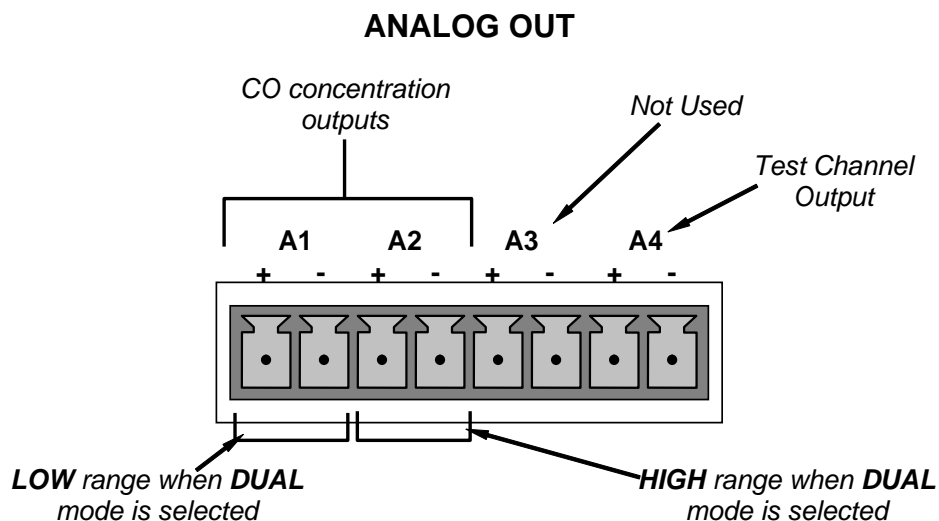 ANALOG OUT
CO concentration
outputs
Not Used
Test Channel
Output
A1 A2 A3 A4
+ - + - + - + -
LOW range when DUAL
mode is selected
HIGH range when DUAL
mode is selected